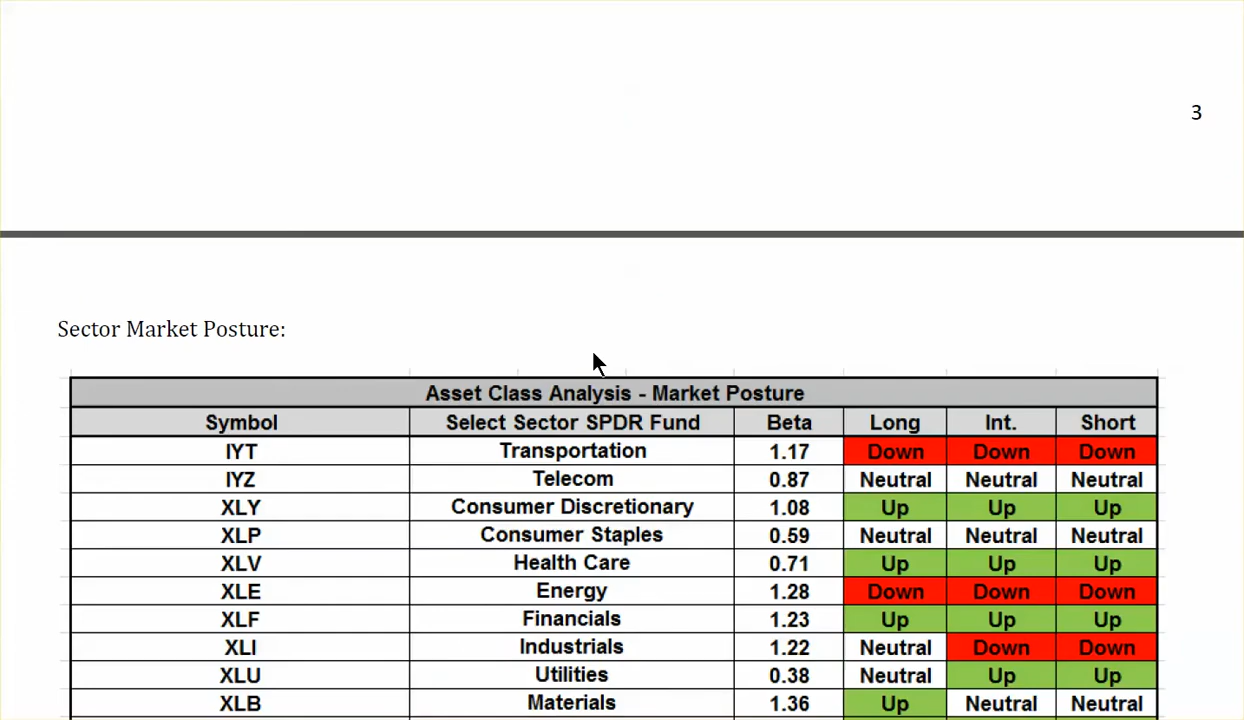 3
Sector Market Posture:
Asset Class Analysis - Market Posture
Symbol Select Sector SPDR Fund Beta Long Int. Short
IYT Transportation 1.17 Down Down Down
IYZ Telecom 0.87 Neutral Neutral Neutral
XLY Consumer Discretionary 1.08 Up Up Up
XLP Consumer Staples 0.59 Neutral Neutral Neutral
XLV Health Care 0.71 Up Up Up
XLE Energy 1.28 Down Down Down
XLF Financials 1.23 Up Up Up
XLI Industrials 1.22 Neutral Down Down
XLU Utilities 0.38 Neutral Up Up
XLB Materials 1.36 Up Neutral Neutral